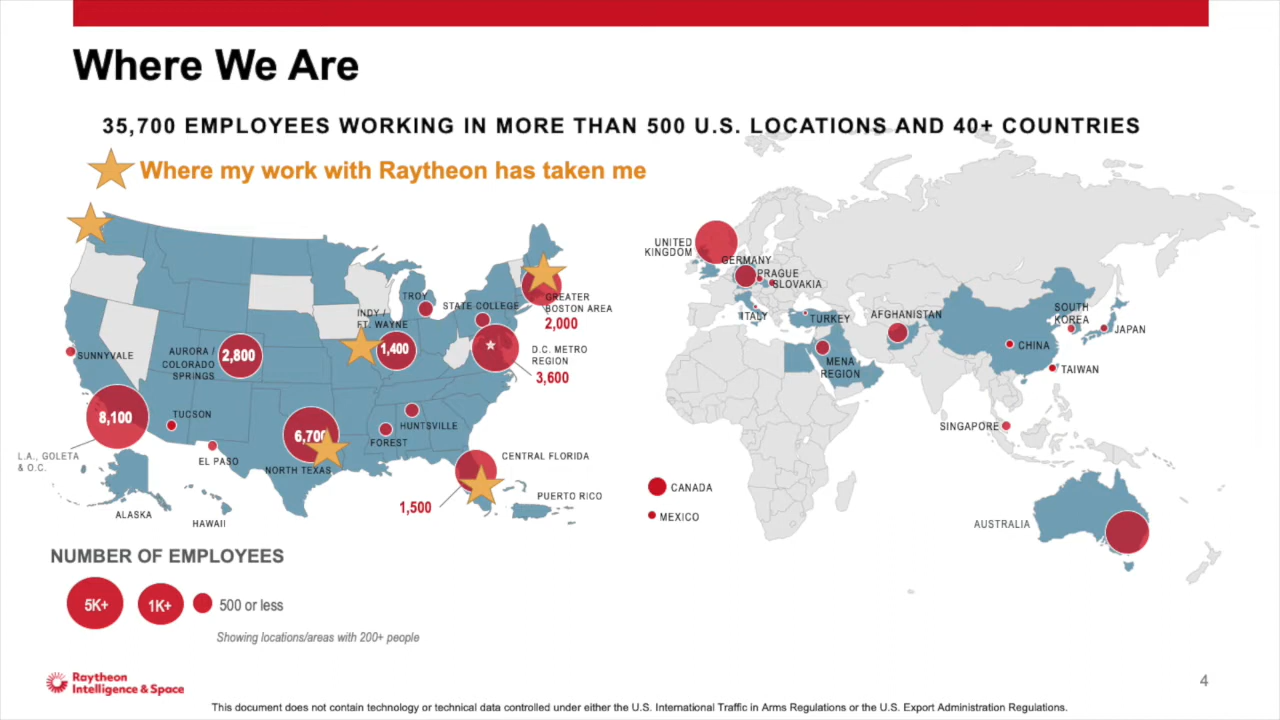 Where We Are
35,700 EMPLOYEES WORKING IN MORE THAN 500 U.S. LOCATIONS AND 40+ COUNTRIES
Where my work with Raytheon has taken me
SUNNYVALE
AURORA /
COLORADO
SPRINGS
2,800
INDY /
FT. WAYNE
1,400
TROY
STATE COLLEGE
GREATER
BOSTON AREA
2,000
D.C. METRO
REGION
3,600
8,100
L.A., GOLETA
& O.C.
TUCSON
EL PASO
6,700
NORTH TEXAS
FOREST
HUNTSVILLE
CENTRAL FLORIDA
1,500
PUERTO RICO
ALASKA
HAWAII
UNITED
KINGDOM
GERMANY
PRAGUE
SLOVAKIA
ITALY
TURKEY
AFGHANISTAN
MENA
REGION
SOUTH
KOREA
JAPAN
CHINA
TAIWAN
SINGAPORE
CANADA
MEXICO
AUSTRALIA
NUMBER OF EMPLOYEES
5K+
1K+
500 or less
Showing locations/areas with 200+ people
Raytheon
Intelligence & Space
4
This document does not contain technology or technical data controlled under either the U.S. International Traffic in Arms Regulations or the U.S. Export Administration Regulations.